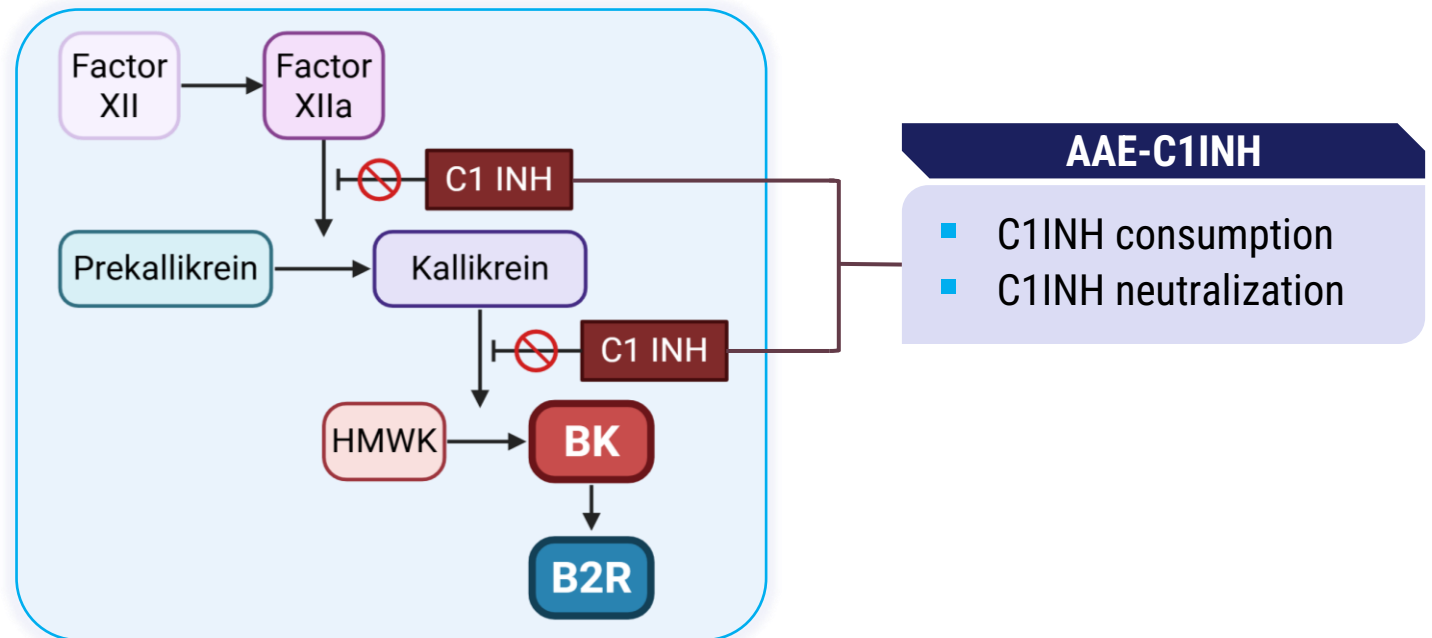 Factor
XII
Factor
XIIa
C1 INH
Prekallikrein
Kallikrein
C1 INH
HMWK
BK
B2R
AAE-C1INH
C1INH consumption
C1INH neutralization